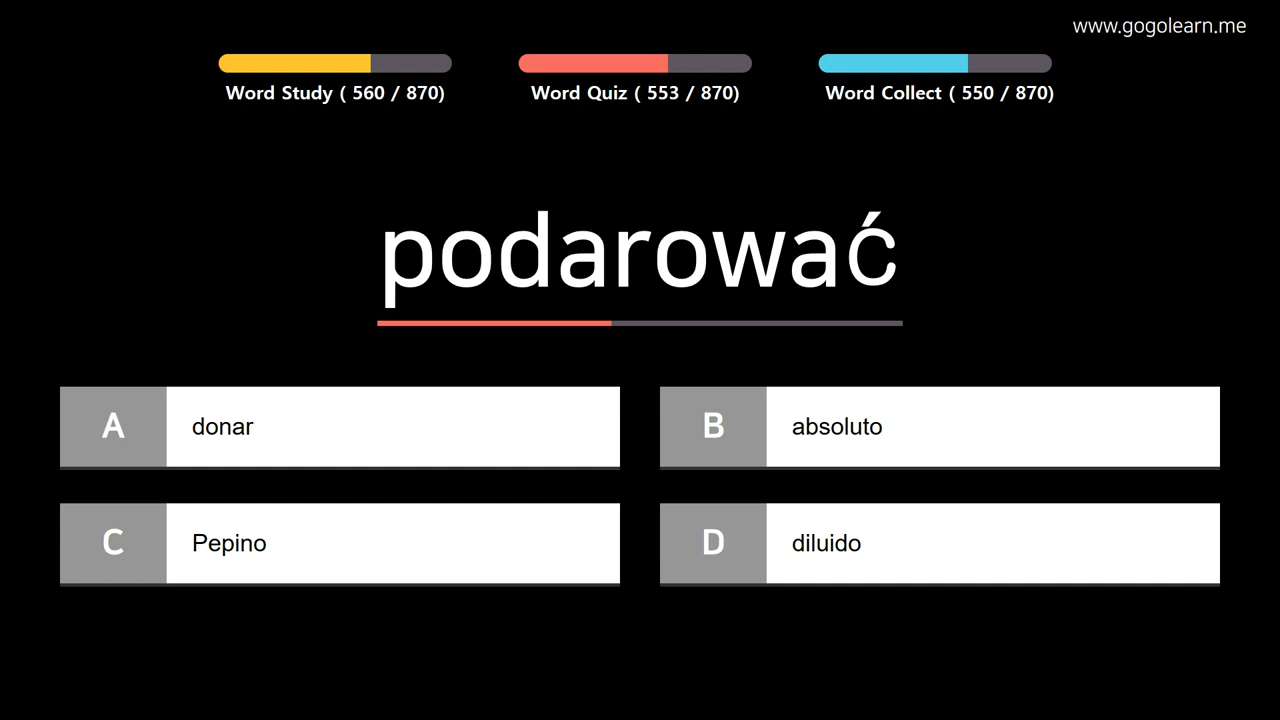 www.gogolearn.me
Word Study ( 560 / 870)
Word Quiz ( 553 / 870)
Word Collect ( 550 / 870)
podarować
A donar
B absoluto
C Pepino
D diluido